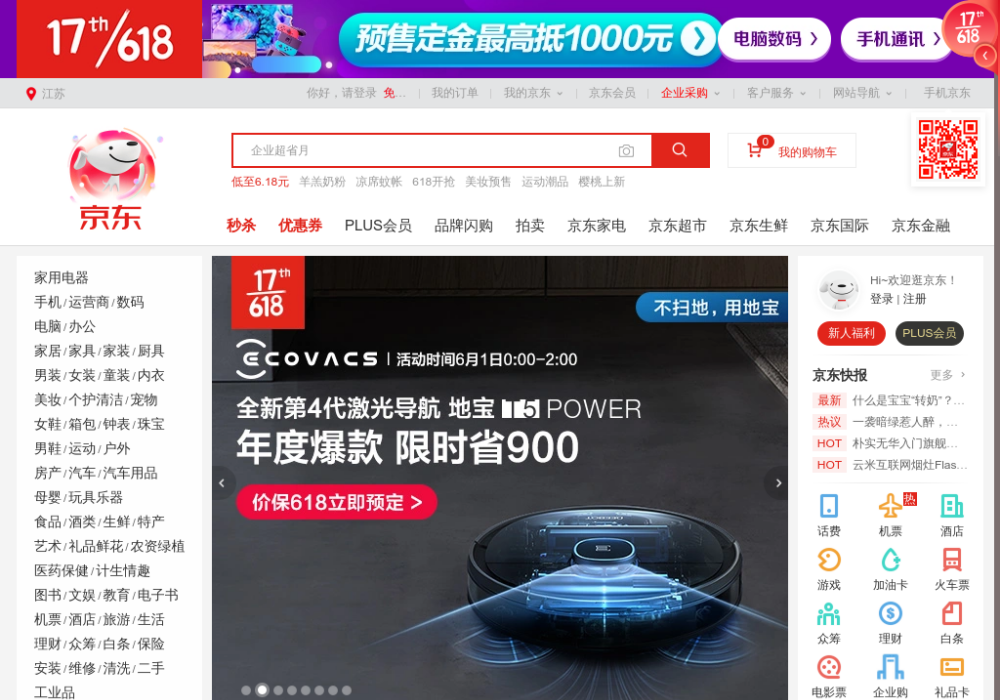 17th/618
预售定金最高抵1000元
电脑数码
手机通讯
17th
618
江苏
你好，请登录 免...
我的订单
我的京东
京东会员
企业采购
客户服务
网站导航
手机京东
企业超省月
0
我的购物车
低至6.18元 羊羔奶粉 凉席蚊帐 618开抢 美妆预售 运动潮品 樱桃上新
京东
秒杀 优惠券 PLUS会员 品牌闪购 拍卖 京东家电 京东超市 京东生鲜 京东国际 京东金融
家用电器
手机/运营商/数码
电脑/办公
家居/家具/家装/厨具
男装/女装/童装/内衣
美妆/个护清洁/宠物
女鞋/箱包/钟表/珠宝
男鞋/运动/户外
房产/汽车/汽车用品
母婴/玩具乐器
食品/酒类/生鲜/特产
艺术/礼品鲜花/农资绿植
医药保健/计生情趣
图书/文娱/教育/电子书
机票/酒店/旅游/生活
理财/众筹/白条/保险
安装/维修/清洗/二手
工业品
17th
618
不扫地，用地宝
ECOVACS | 活动时间6月1日0:00-2:00
全新第4代激光导航 地宝 T5 POWER
年度爆款 限时省900
价保618立即预定 >
Hi~欢迎逛京东！
登录 | 注册
新人福利
PLUS会员
京东快报
更多
最新 什么是宝宝“转奶”？...
热议 一袭暗绿惹人醉，...
HOT 朴实无华入门旗舰...
HOT 云米互联网烟灶Flas...
话费
机票
热
酒店
游戏
加油卡
火车票
众筹
理财
白条
电影票
企业购
礼品卡